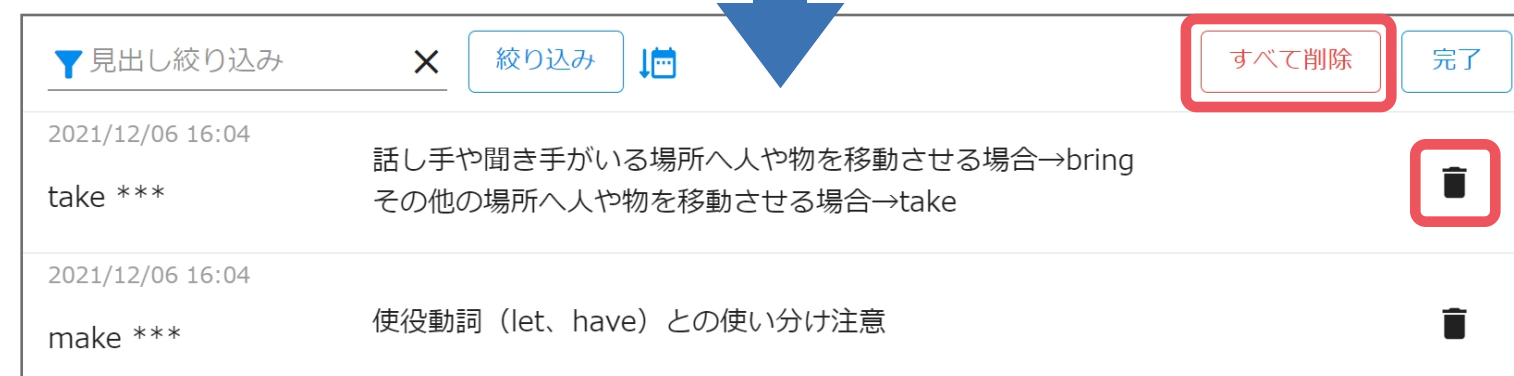 見出し絞り込み 絞り込み すべて削除 完了
2021/12/06 16:04
take ***
話し手や聞き手がいる場所へ人や物を移動させる場合→bring
その他の場所へ人や物を移動させる場合→take
2021/12/06 16:04
make ***
使役動詞（let、have）との使い分け注意